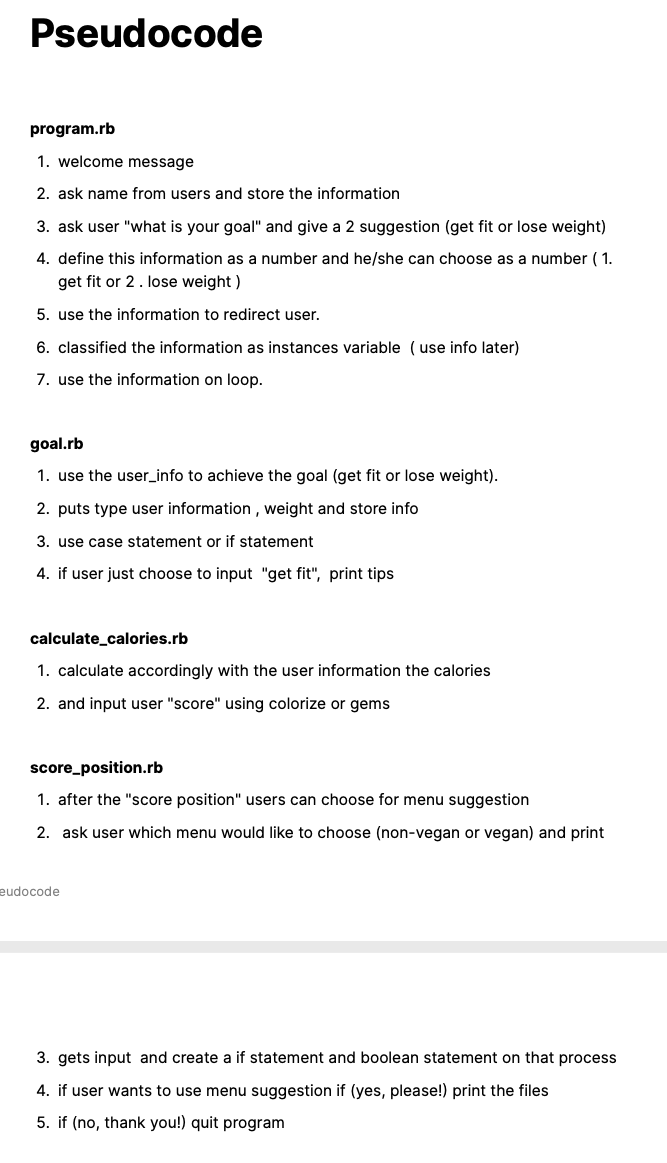 Pseudocode
program.rb
1. welcome message
2. ask name from users and store the information
3. ask user "what is your goal" and give a 2 suggestion (get fit or lose weight)
4. define this information as a number and he/she can choose as a number ( 1.
get fit or 2 . lose weight )
5. use the information to redirect user.
6. classified the information as instances variable  ( use info later)
7. use the information on loop.
goal.rb
1. use the user_info to achieve the goal (get fit or lose weight).
2. puts type user information , weight and store info
3. use case statement or if statement
4. if user just choose to input  "get fit",  print tips
calculate_calories.rb
1. calculate accordingly with the user information the calories
2. and input user "score" using colorize or gems
score_position.rb
1. after the "score position" users can choose for menu suggestion
2.  ask user which menu would like to choose (non-vegan or vegan) and print
eudocode
3. gets input  and create a if statement and boolean statement on that process
4. if user wants to use menu suggestion if (yes, please!) print the files
5. if (no, thank you!) quit program